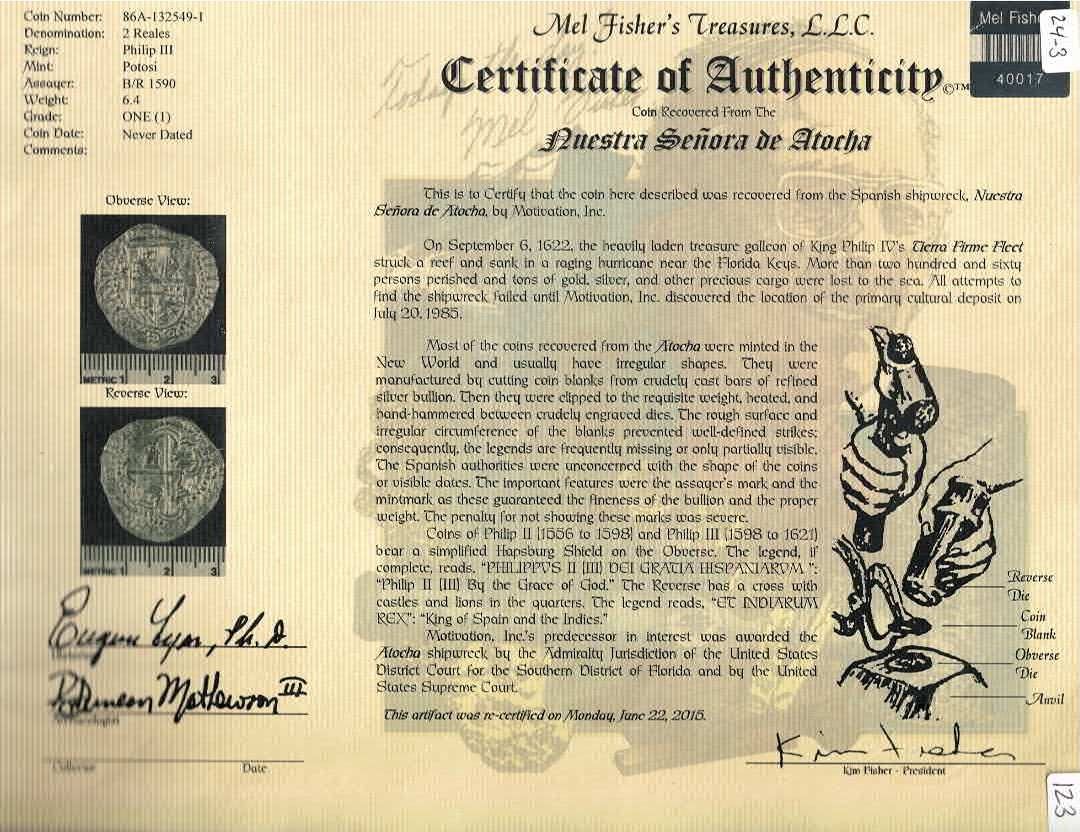 Coin Number: 86A-132549-1
Denomination: 2 Reales
Reign: Philip III
Mint: Potosi
Assayer: B/R 1590
Weight: 6.4
Grade: ONE (1)
Coin Date: Never Dated
Comments:
Mel Fisher's Treasures, L.L.C.
Certificate of Authenticity ©™
Coin Recovered From The
Nuestra Señora de Atocha
Mel Fish
40017
24-3
Today
Mel
Obverse View:
METRIC 1 2 3
Reverse View:
METRIC 1 2 3
This is to Certify that the coin here described was recovered from the Spanish shipwreck, Nuestra
Señora de Atocha, by Motivation, Inc.
On September 6, 1622, the heavily laden treasure galleon of King Philip IV's Tierra Firme Fleet
struck a reef and sank in a raging hurricane near the Florida Keys. More than two hundred and sixty
persons perished and tons of gold, silver, and other precious cargo were lost to the sea. All attempts to
find the shipwreck failed until Motivation, Inc. discovered the location of the primary cultural deposit on
July 20, 1985.
Most of the coins recovered from the Atocha were minted in the
New World and usually have irregular shapes. They were
manufactured by cutting coin blanks from crudely cast bars of refined
silver bullion. Then they were clipped to the requisite weight, heated, and
hand-hammered between crudely engraved dies. The rough surface and
irregular circumference of the blanks prevented well-defined strikes;
consequently, the legends are frequently missing or only partially visible.
The Spanish authorities were unconcerned with the shape of the coins
or visible dates. The important features were the assayer's mark and the
mintmark as these guaranteed the fineness of the bullion and the proper
weight. The penalty for not showing these marks was severe.
Coins of Philip II (1556 to 1598) and Philip III (1598 to 1621)
bear a simplified Hapsburg Shield on the Obverse. The legend, if
complete, reads, "PHILIPPVS II (III) DEI GRATIA HISPANIARVM ":
"Philip II (III) By the Grace of God." The Reverse has a cross with
castles and lions in the quarters. The legend reads, "ET INDIARUM
REX": "King of Spain and the Indies."
Motivation, Inc.'s predecessor in interest was awarded the
Atocha shipwreck by the Admiralty Jurisdiction of the United States
District Court for the Southern District of Florida and by the United
States Supreme Court.
This artifact was re-certified on Monday, June 22, 2015.
Reverse
Die
Coin
Blank
Obverse
Die
Anvil
Eugene Lyon, Ph.D.
R. Duncan Mathewson III
Collector Date
Kim Fisher
Kim Fisher - President
123